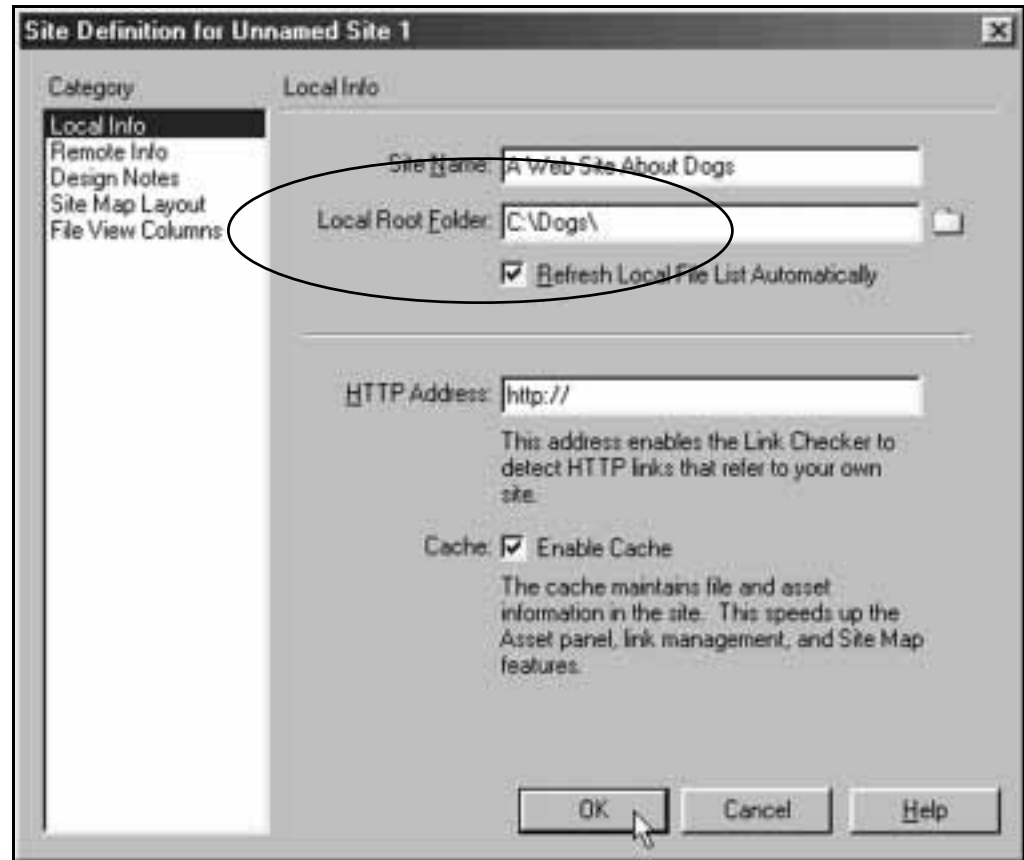 Site Definition for Unnamed Site 1
Category
Local Info
Remote Info
Design Notes
Site Map Layout
File View Columns
Local Info
Site Name: A Web Site About Dogs
Local Root Folder: C:\Dogs\
Refresh Local File List Automatically
HTTP Address: http://
This address enables the Link Checker to
detect HTTP links that refer to your own
site.
Cache: Enable Cache
The cache maintains file and asset
information in the site. This speeds up the
Asset panel, link management, and Site Map
features.
OK Cancel Help